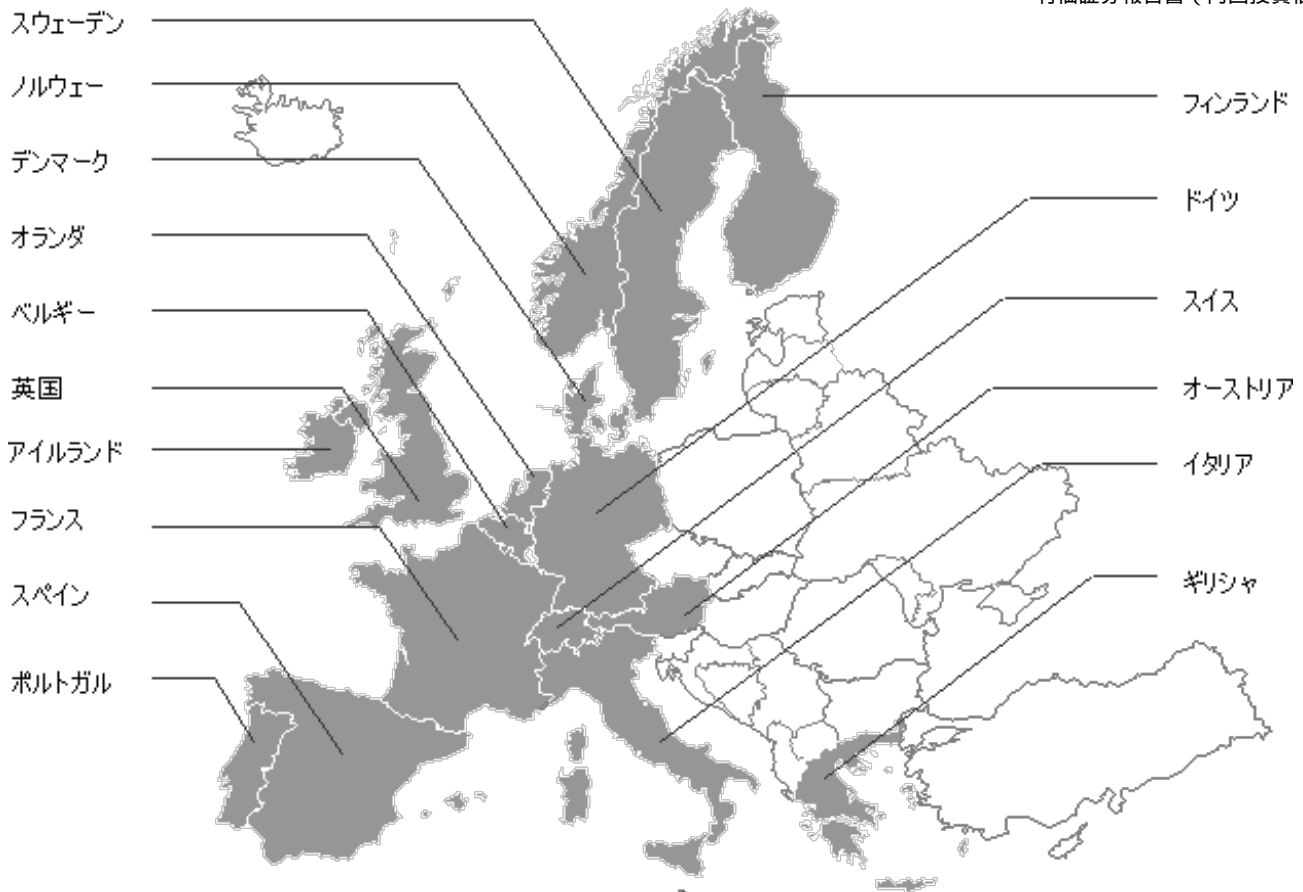 スウェーデン
ノルウェー
デンマーク
オランダ
ベルギー
英国
アイルランド
フランス
スペイン
ポルトガル
フィンランド
ドイツ
スイス
オーストリア
イタリア
ギリシャ